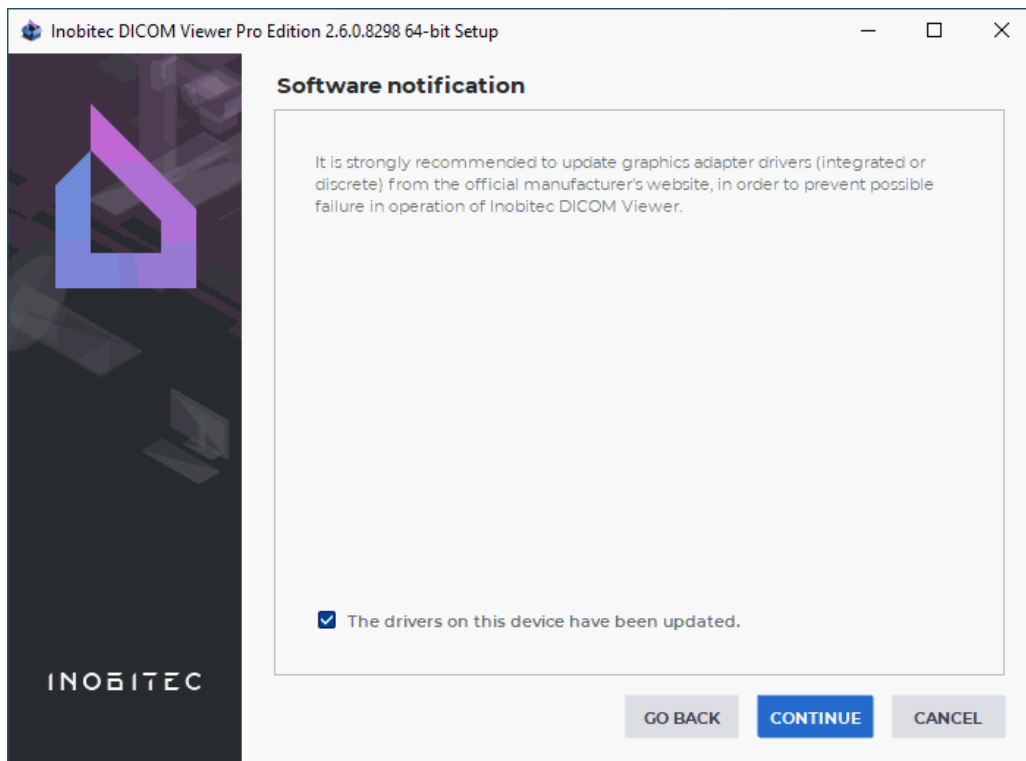 Inobitec DICOM Viewer Pro Edition 2.6.0.8298 64-bit Setup
Software notification
It is strongly recommended to update graphics adapter drivers (integrated or
discrete) from the official manufacturer's website, in order to prevent possible
failure in operation of Inobitec DICOM Viewer.
The drivers on this device have been updated.
INOBITEC
GO BACK
CONTINUE
CANCEL